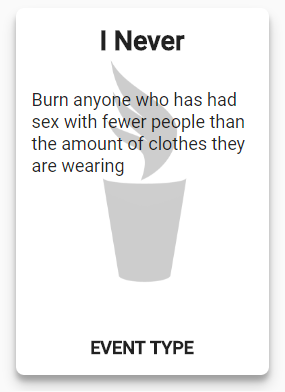 I Never
Burn anyone who has had
sex with fewer people than
the amount of clothes they
are wearing
EVENT TYPE